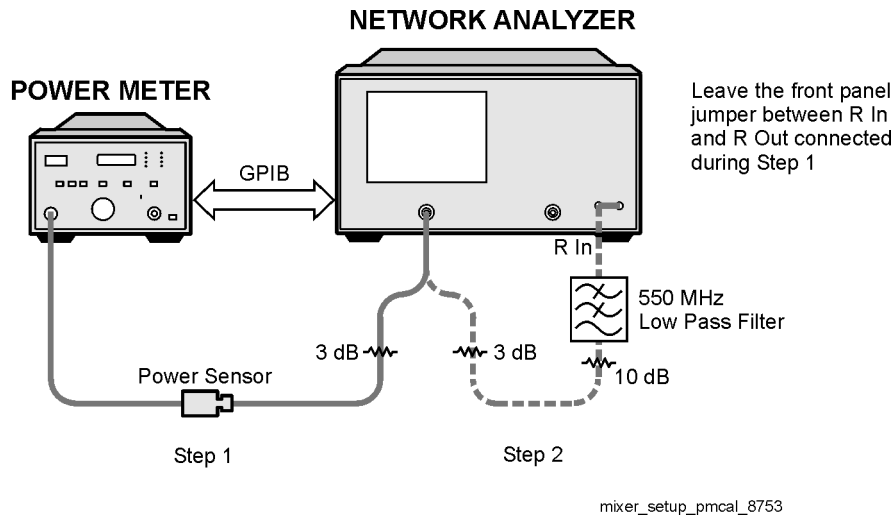 NETWORK ANALYZER
POWER METER
Leave the front panel
jumper between R In
and R Out connected
during Step 1
GPIB
R In
550 MHz
Low Pass Filter
3 dB
3 dB
10 dB
Power Sensor
Step 1
Step 2
mixer_setup_pmcal_8753